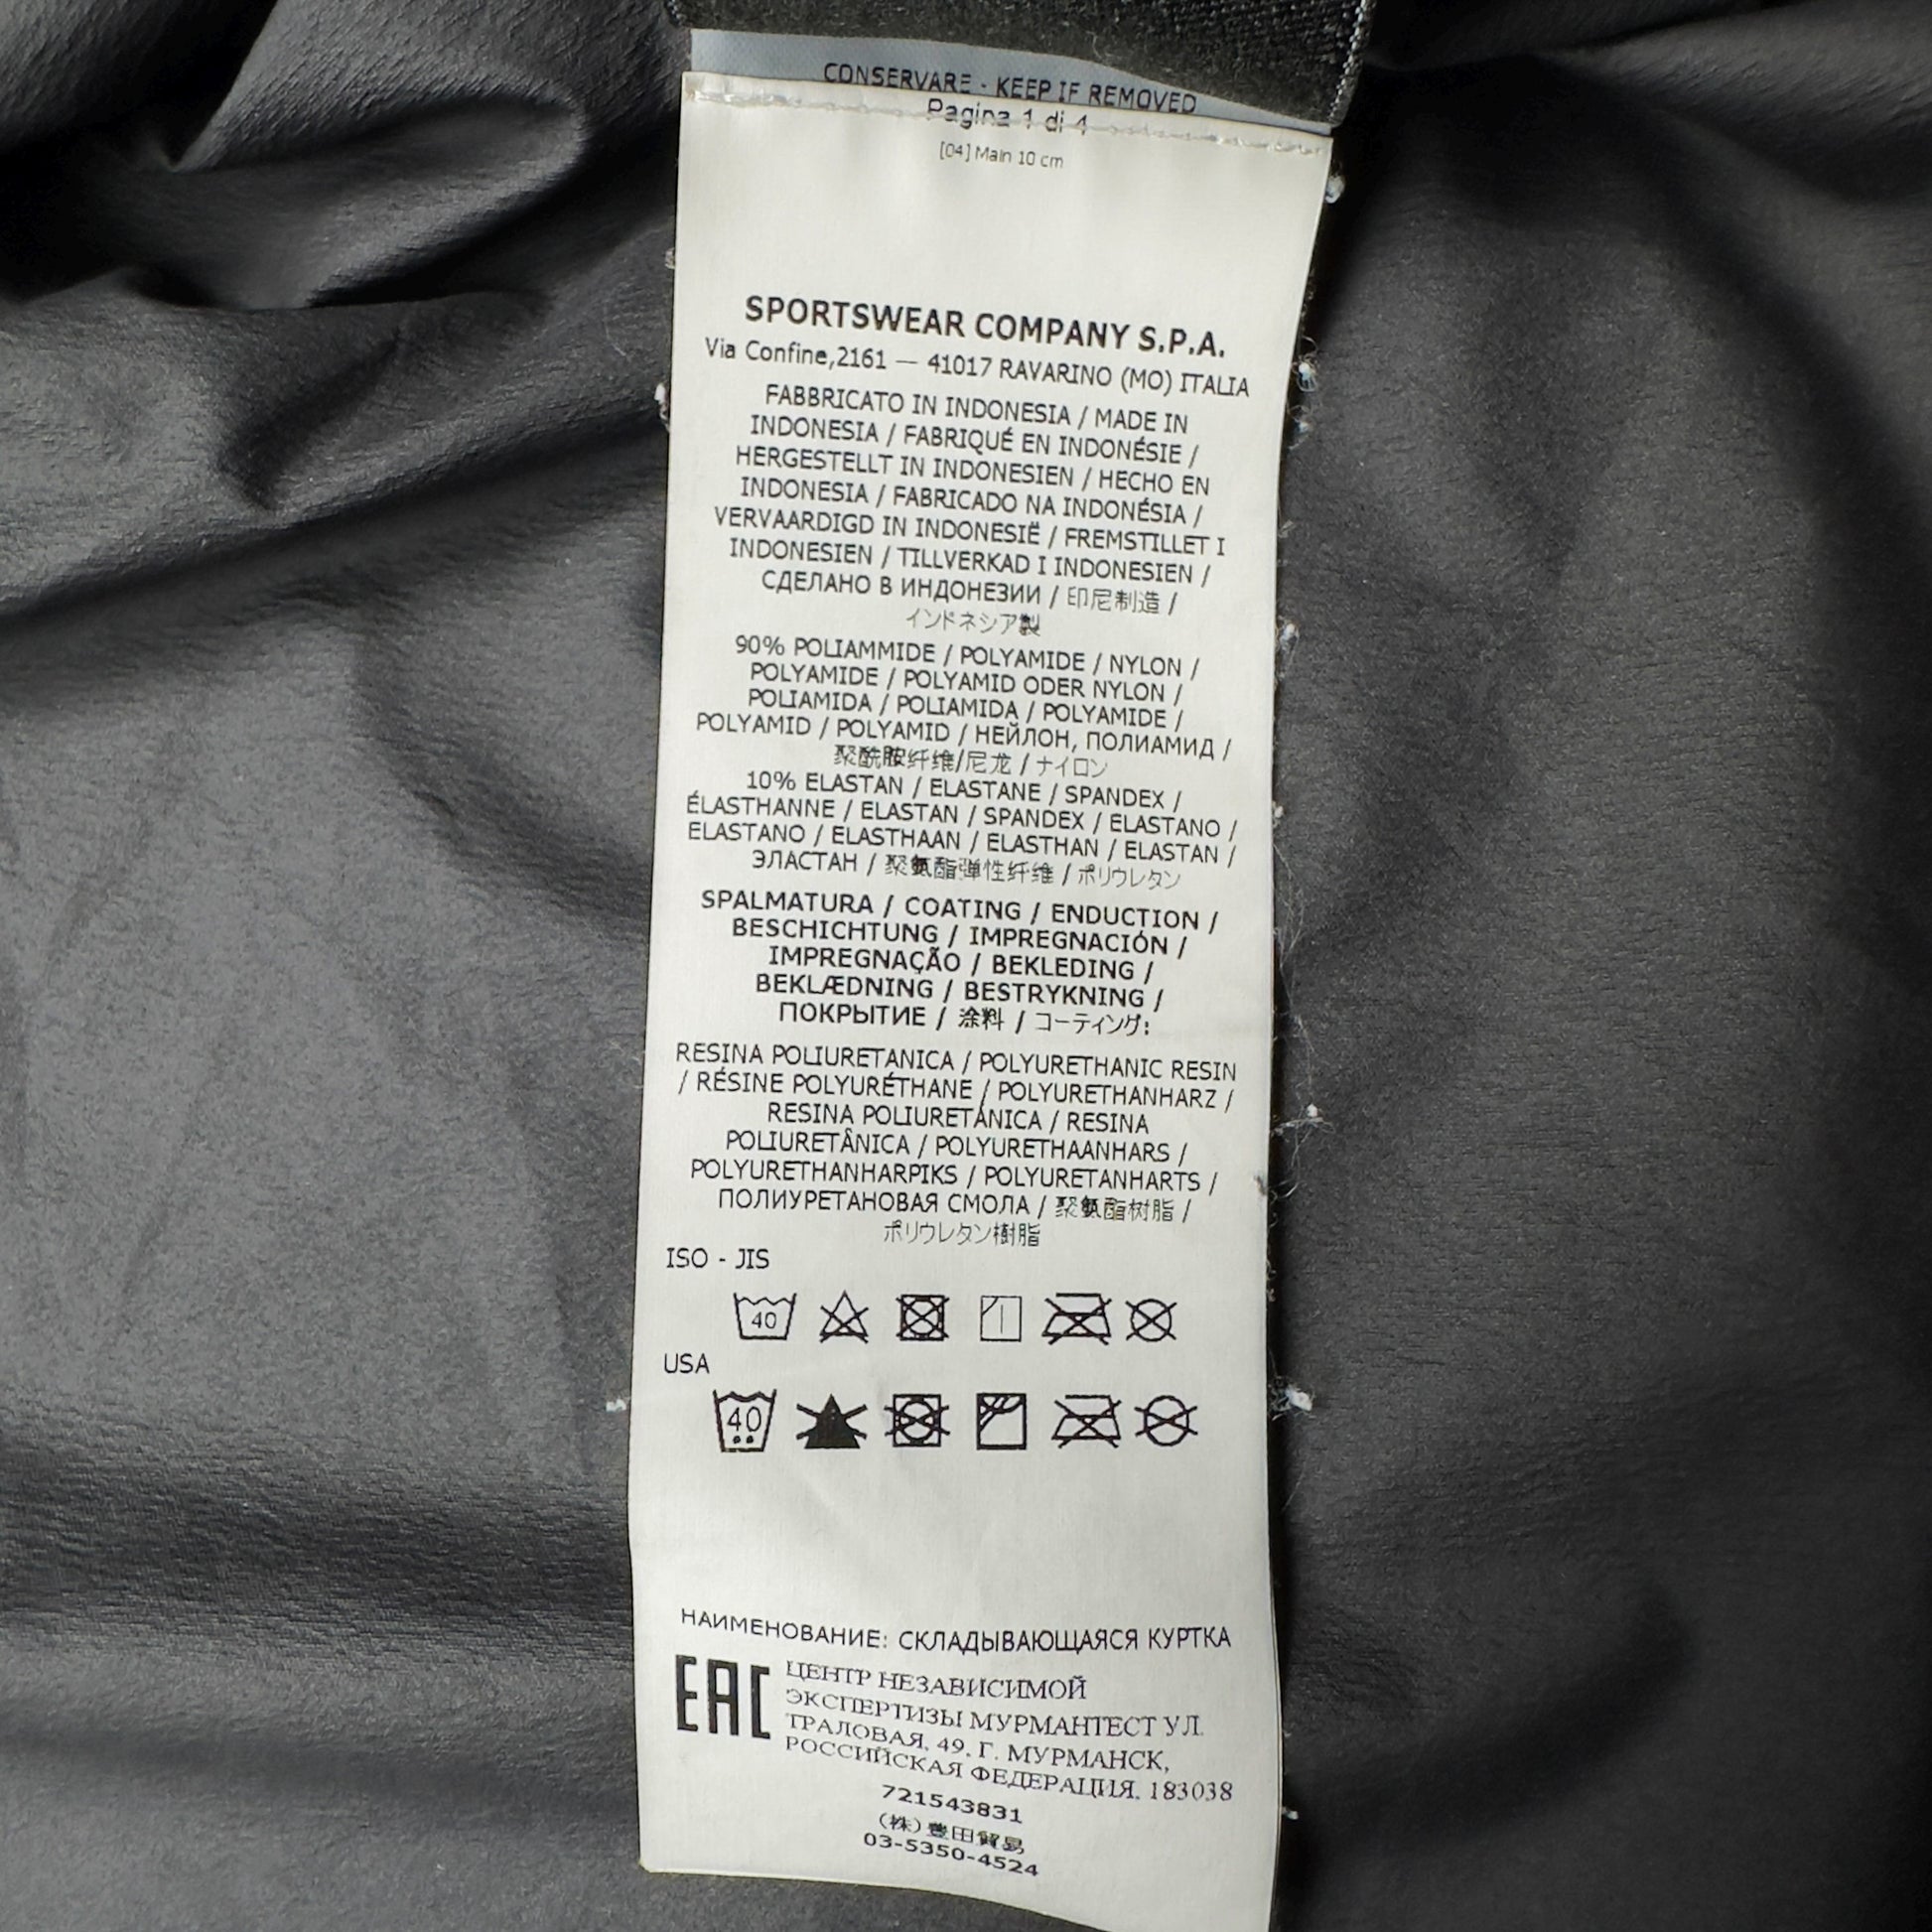 CONSERVARE - KEEP IF REMOVED
Pagina 1 di 4
[04] Main 10 cm
SPORTSWEAR COMPANY S.P.A.
Via Confine,2161 — 41017 RAVARINO (MO) ITALIA
FABBRICATO IN INDONESIA / MADE IN
INDONESIA / FABRIQUÉ EN INDONÉSIE /
HERGESTELLT IN INDONESIEN / HECHO EN
INDONESIA / FABRICADO NA INDONÉSIA /
VERVAARDIGD IN INDONESIË / FREMSTILLET I
INDONESIEN / TILLVERKAD I INDONESIEN /
СДЕЛАНО В ИНДОНЕЗИИ / 印尼制造 /
インドネシア製
90% POLIAMMIDE / POLYAMIDE / NYLON /
POLYAMIDE / POLYAMID ODER NYLON /
POLIAMIDA / POLIAMIDA / POLYAMIDE /
POLYAMID / POLYAMID / НЕЙЛОН, ПОЛИАМИД /
聚酰胺纤维/尼龙 / ナイロン
10% ELASTAN / ELASTANE / SPANDEX /
ÉLASTHANNE / ELASTAN / SPANDEX / ELASTANO /
ELASTANO / ELASTHAAN / ELASTHAN / ELASTAN /
ЭЛАСТАН / 聚氨酯弹性纤维 / ポリウレタン
SPALMATURA / COATING / ENDUCTION /
BESCHICHTUNG / IMPREGNACIÓN /
IMPREGNAÇÃO / BEKLEDING /
BEKLÆDNING / BESTRYKNING /
ПОКРЫТИЕ / 涂料 / コーティング:
RESINA POLIURETANICA / POLYURETHANIC RESIN
/ RÉSINE POLYURÉTHANE / POLYURETHANHARZ /
RESINA POLIURETÁNICA / RESINA
POLIURETÂNICA / POLYURETHAANHARS /
POLYURETHANHARPIKS / POLYURETANHARTS /
ПОЛИУРЕТАНОВАЯ СМОЛА / 聚氨酯树脂 /
ポリウレタン樹脂
ISO - JIS
40
USA
40
НАИМЕНОВАНИЕ: СКЛАДЫВАЮЩАЯСЯ КУРТКА
EAC
ЦЕНТР НЕЗАВИСИМОЙ
ЭКСПЕРТИЗЫ МУРМАНТЕСТ УЛ.
ТРАЛОВАЯ, 49, Г. МУРМАНСК,
РОССИЙСКАЯ ФЕДЕРАЦИЯ, 183038
721543831
(株) 豊田貿易
03-5350-4524